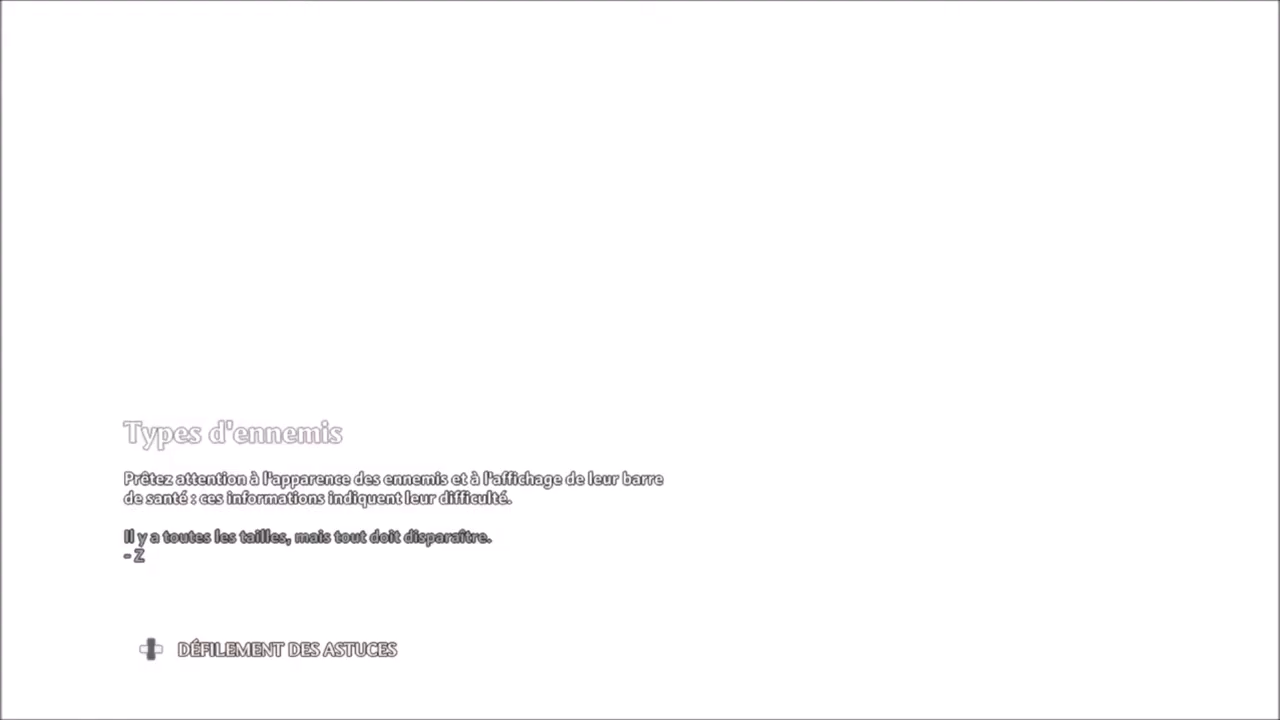 Types d'ennemis
Prêtez attention à l'apparence des ennemis et à l'affichage de leur barre
de santé : ces informations indiquent leur difficulté.
Il y a toutes les tailles, mais tout doit disparaître.
- Z
DÉFILEMENT DES ASTUCES